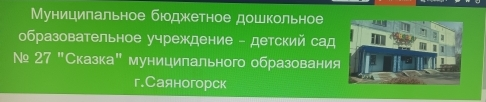 Муниципальное бюджетное дошкольное
образовательное учреждение - детский сад
№ 27 "Сказка" муниципального образования
г.Саяногорск